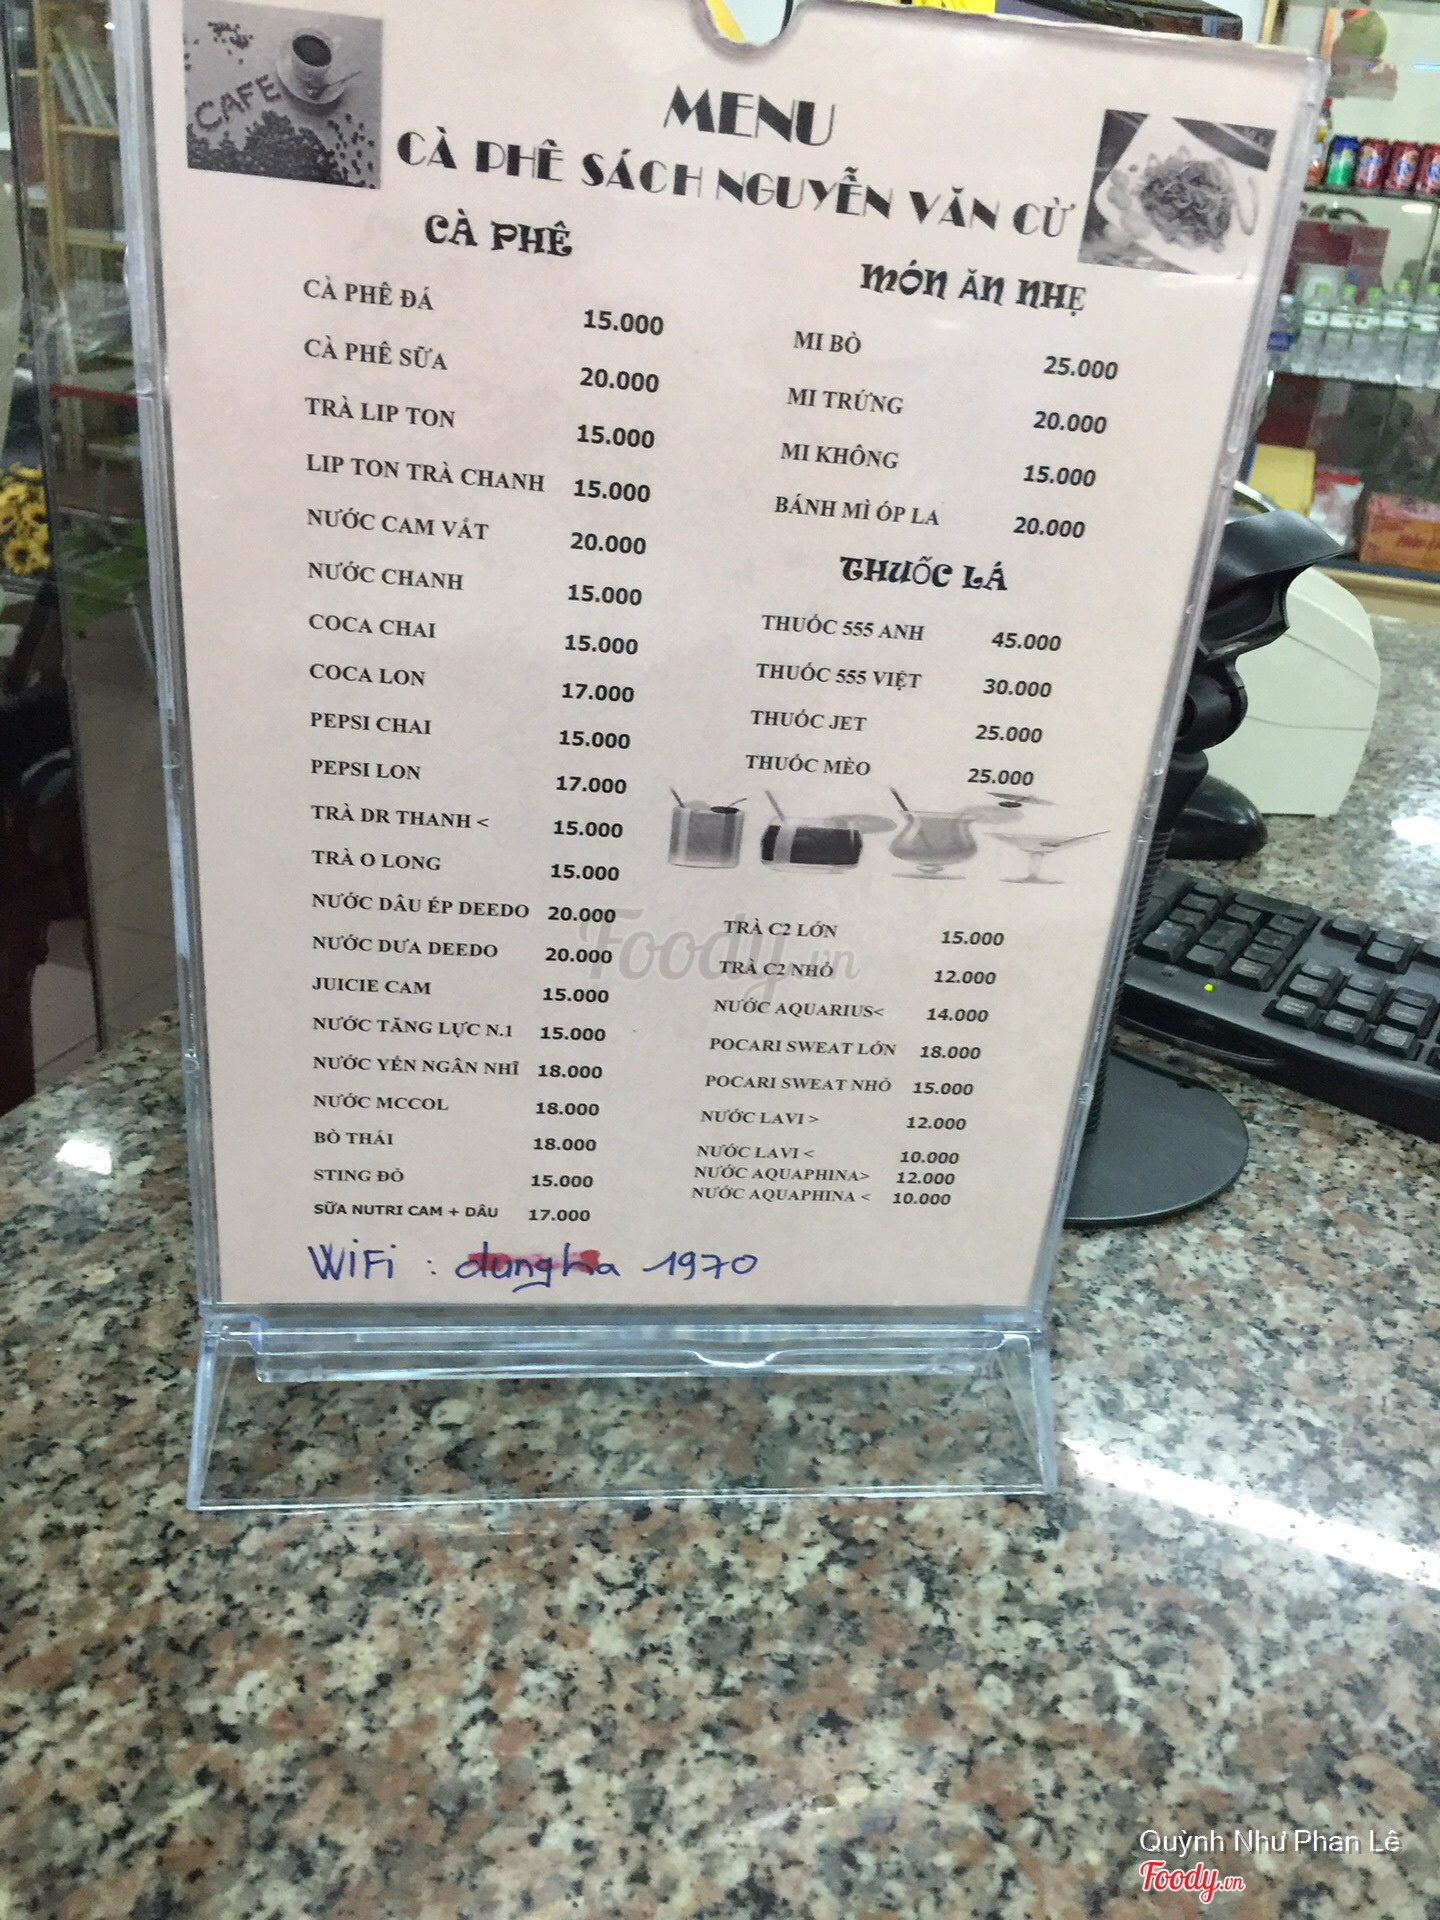 CAFE
MENU
CÀ PHÊ SÁCH NGUYỄN VĂN CỪ
CÀ PHÊ
CÀ PHÊ ĐÁ 15.000
CÀ PHÊ SỮA 20.000
TRÀ LIP TON 15.000
LIP TON TRÀ CHANH 15.000
NƯỚC CAM VẮT 20.000
NƯỚC CHANH 15.000
COCA CHAI 15.000
COCA LON 17.000
PEPSI CHAI 15.000
PEPSI LON 17.000
TRÀ DR THANH < 15.000
TRÀ O LONG 15.000
NƯỚC DÂU ÉP DEEDO 20.000
NƯỚC DƯA DEEDO 20.000
JUICIE CAM 15.000
NƯỚC TĂNG LỰC N.1 15.000
NƯỚC YẾN NGÂN NHĨ 18.000
NƯỚC MCCOL 18.000
BÒ THÁI 18.000
STING ĐỎ 15.000
SỮA NUTRI CAM + DÂU 17.000
MÓN ĂN NHẸ
MI BÒ 25.000
MI TRỨNG 20.000
MI KHÔNG 15.000
BÁNH MÌ ÓP LA 20.000
THUỐC LÁ
THUỐC 555 ANH 45.000
THUỐC 555 VIỆT 30.000
THUỐC JET 25.000
THUỐC MÈO 25.000
TRÀ C2 LỚN 15.000
TRÀ C2 NHỎ 12.000
NƯỚC AQUARIUS< 14.000
POCARI SWEAT LỚN 18.000
POCARI SWEAT NHỎ 15.000
NƯỚC LAVI > 12.000
NƯỚC LAVI < 10.000
NƯỚC AQUAPHINA> 12.000
NƯỚC AQUAPHINA < 10.000
WiFi : dungha 1970
Foody.vn
Quỳnh Như Phan Lê
Foody.vn